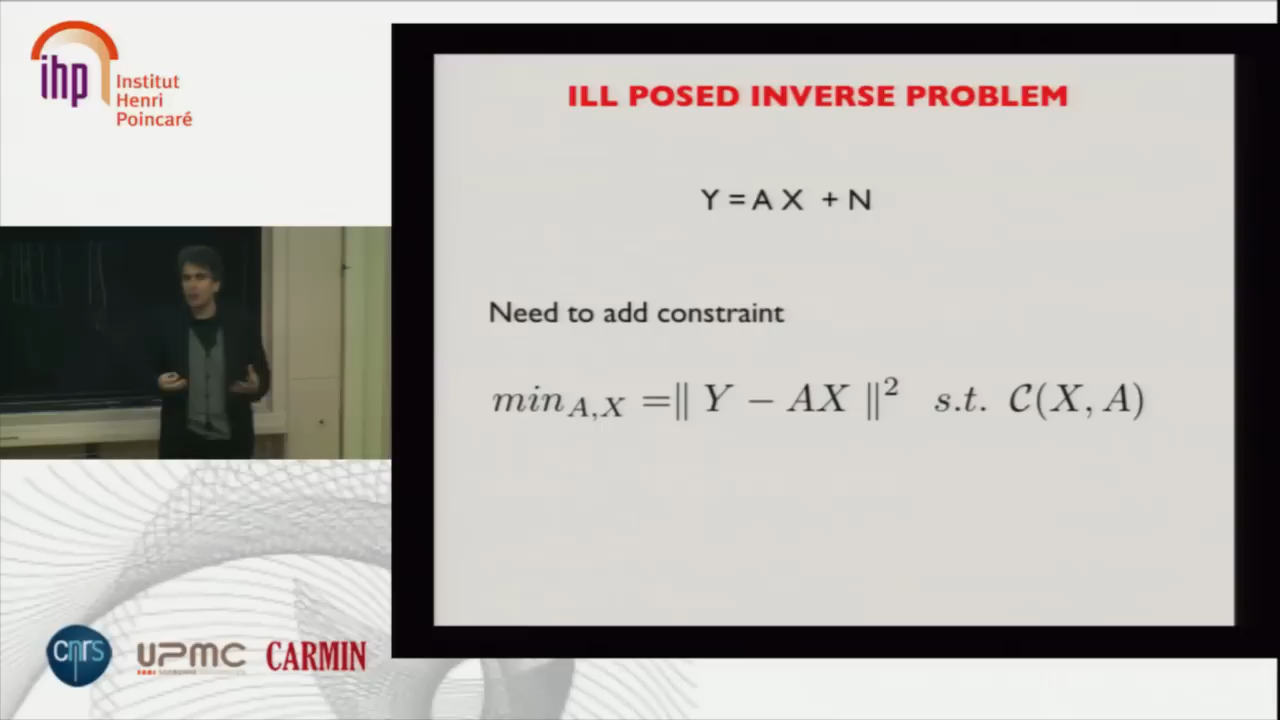 ihp
Institut
Henri
Poincaré
ILL POSED INVERSE PROBLEM
Y = A X + N
Need to add constraint
min_{A,X} =‖ Y − AX ‖² s.t. 𝒞(X, A)
cnrs
UPMC
CARMIN